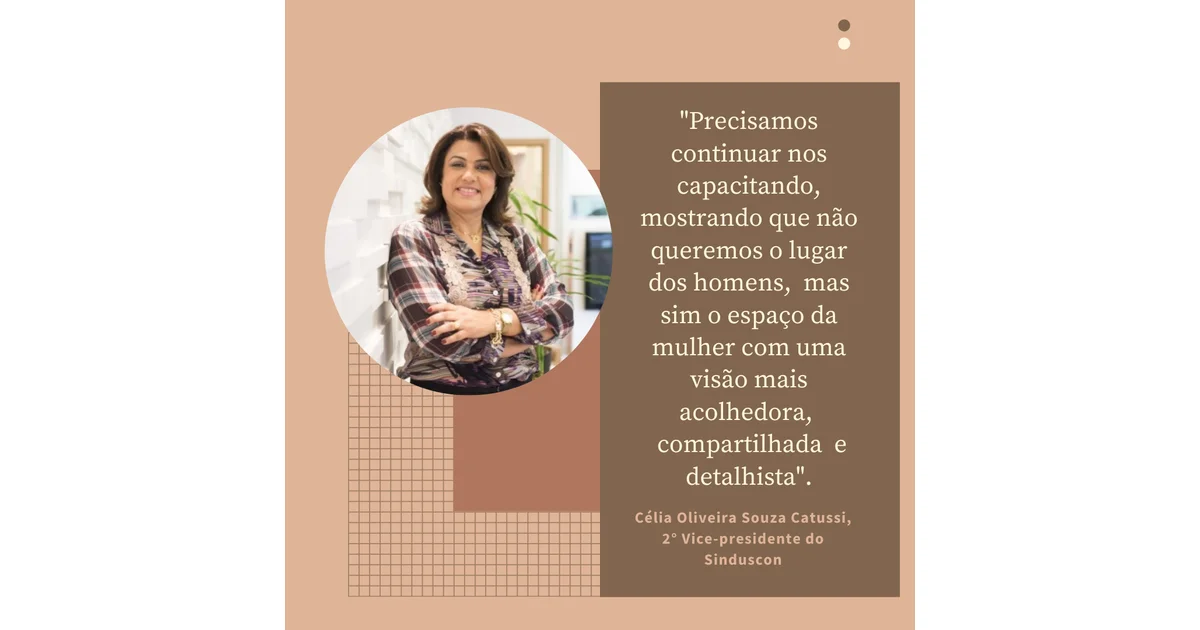 "Precisamos
continuar nos
capacitando,
mostrando que não
queremos o lugar
dos homens,  mas
sim o espaço da
mulher com uma
visão mais
acolhedora,
compartilhada  e
detalhista".
Célia Oliveira Souza Catussi,
2° Vice-presidente do
Sinduscon